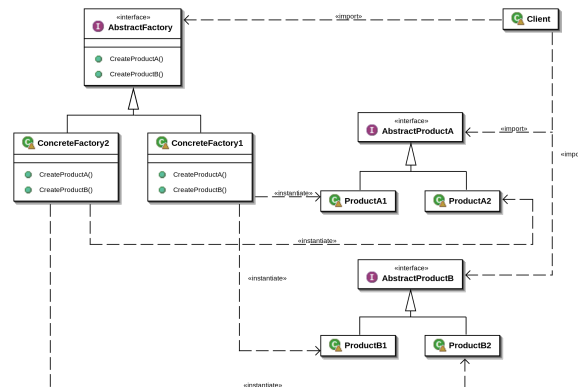 «interface»
AbstractFactory
CreateProductA()
CreateProductB()
«import»
Client
ConcreteFactory2
CreateProductA()
CreateProductB()
ConcreteFactory1
CreateProductA()
CreateProductB()
«interface»
AbstractProductA
«import»
«impo
«instantiate»
ProductA1
ProductA2
«instantiate»
«interface»
AbstractProductB
«instantiate»
ProductB1
ProductB2
«instantiate»